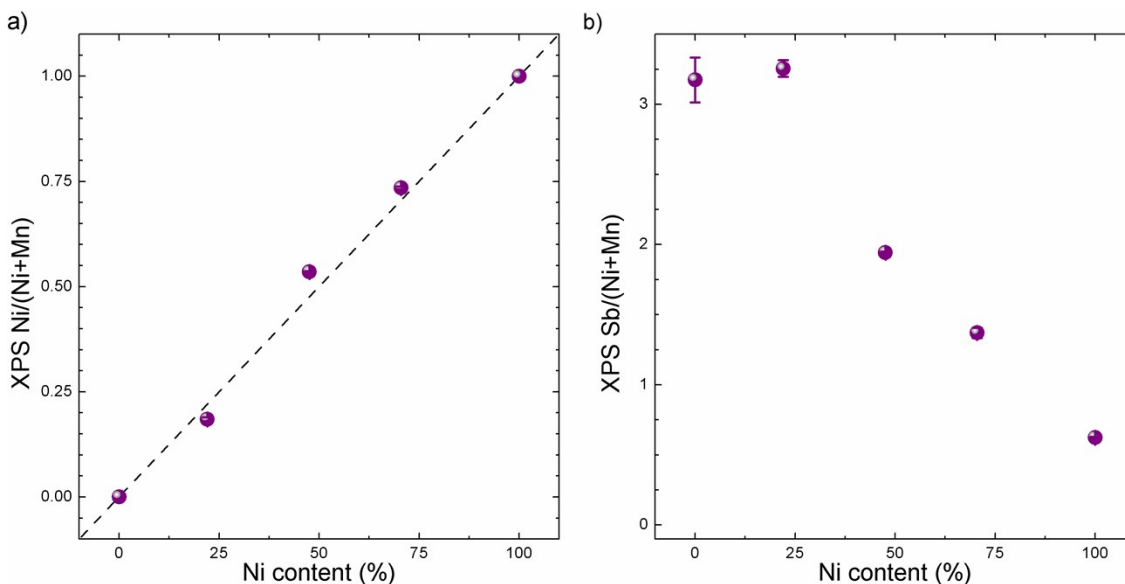 a)
XPS Ni/(Ni+Mn)
1.00
0.75
0.50
0.25
0.00
0 25 50 75 100
Ni content (%)
b)
XPS Sb/(Ni+Mn)
3
2
1
0
0 25 50 75 100
Ni content (%)